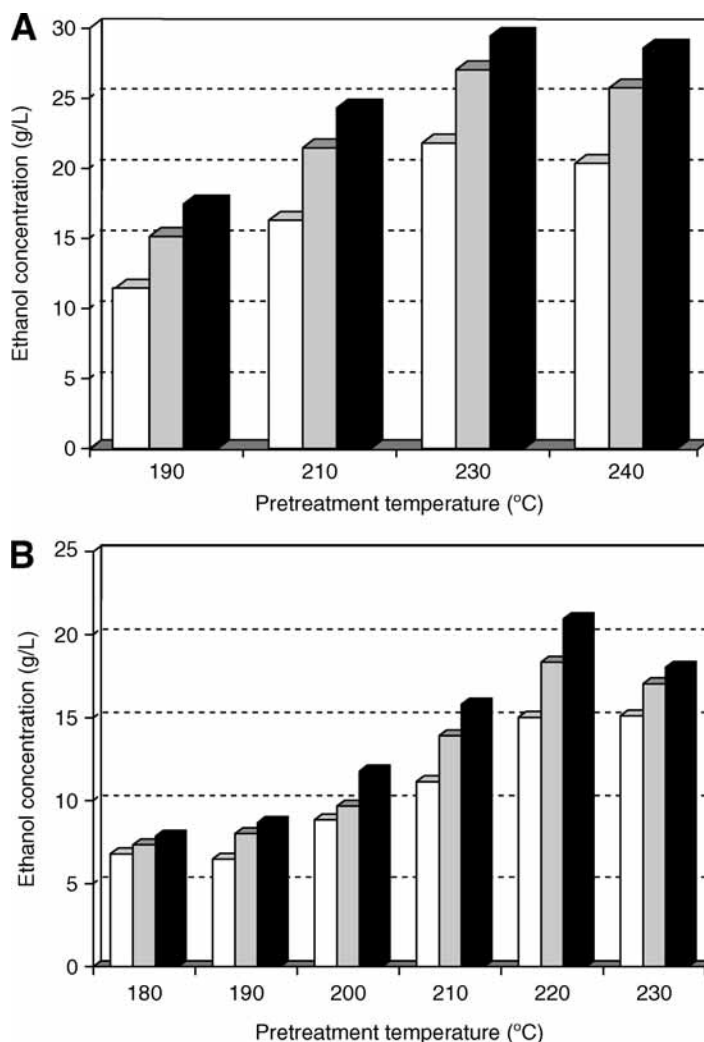 A
Ethanol concentration (g/L)
30
25
20
15
10
5
0
190 210 230 240
Pretreatment temperature (°C)
B
Ethanol concentration (g/L)
25
20
15
10
5
0
180 190 200 210 220 230
Pretreatment temperature (°C)